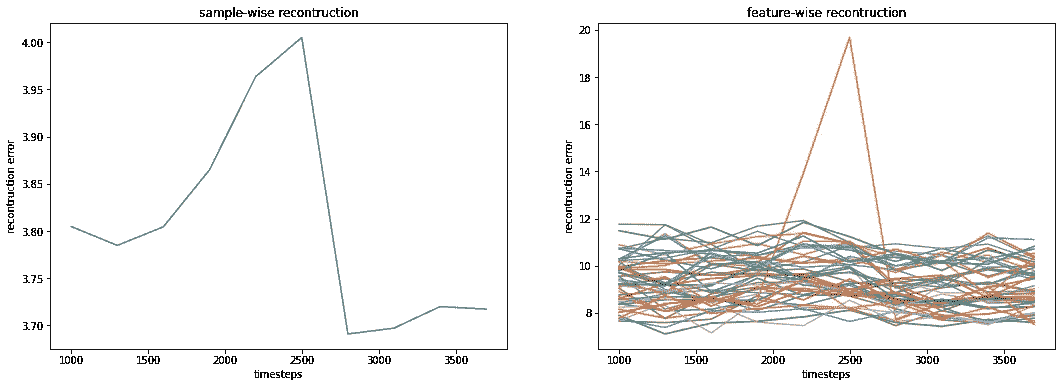 sample-wise recontruction
recontruction error
4.00
3.95
3.90
3.85
3.80
3.75
3.70
1000 1500 2000 2500 3000 3500
timesteps
feature-wise recontruction
recontruction error
20
18
16
14
12
10
8
1000 1500 2000 2500 3000 3500
timesteps